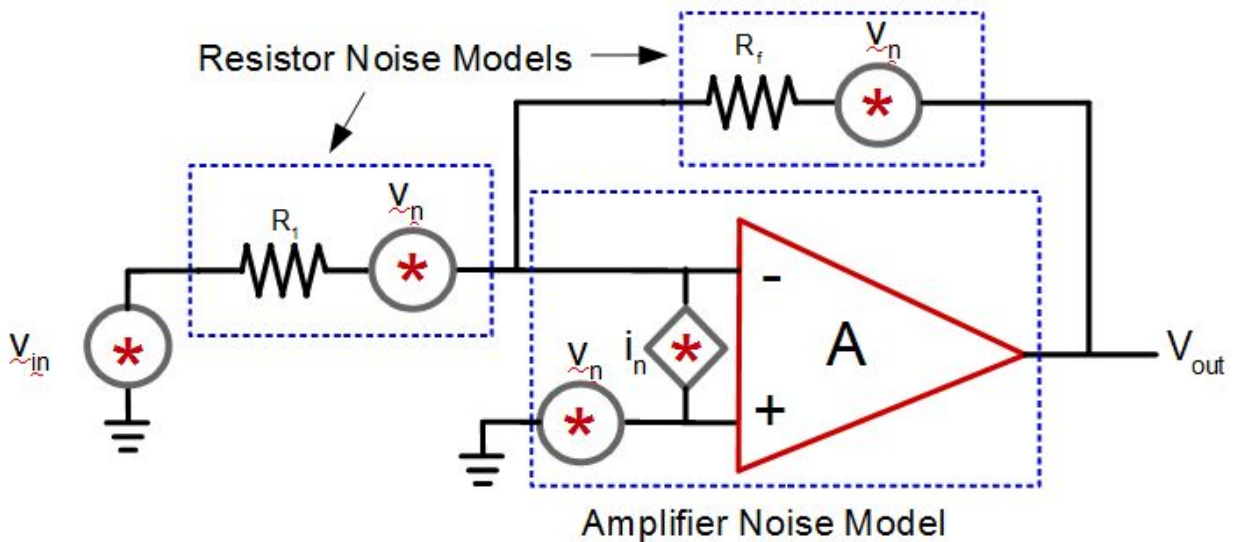 Resistor Noise Models
R_f
v_n
R_1
v_n
v_in
v_n
i_n
*
*
*
*
*
-
+
A
V_out
Amplifier Noise Model